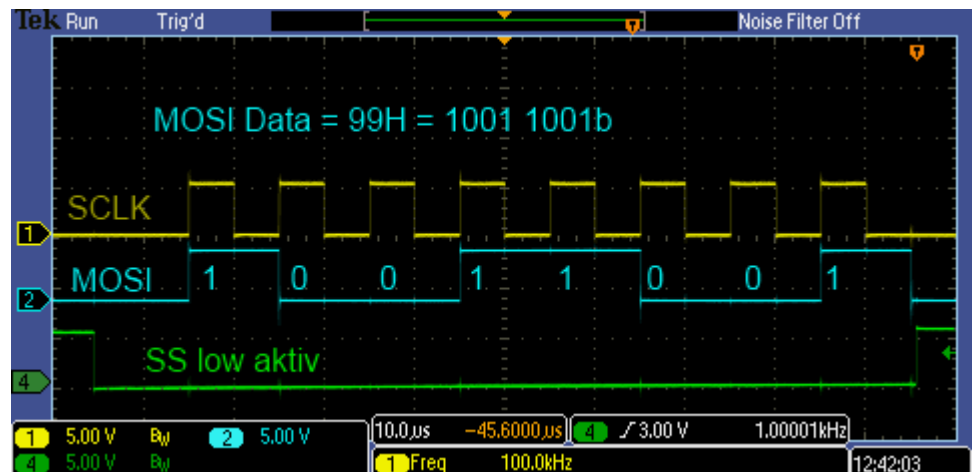 Tek Run Trig'd Noise Filter Off
MOSI Data = 99H = 1001 1001b
SCLK
1
MOSI 1 0 0 1 1 0 0 1
2
SS low aktiv
4
1 5.00 V BW 2 5.00 V 10.0µs -45.6000µs 4 3.00 V 1.00001kHz
4 5.00 V BW 1 Freq 100.0kHz 12:42:03